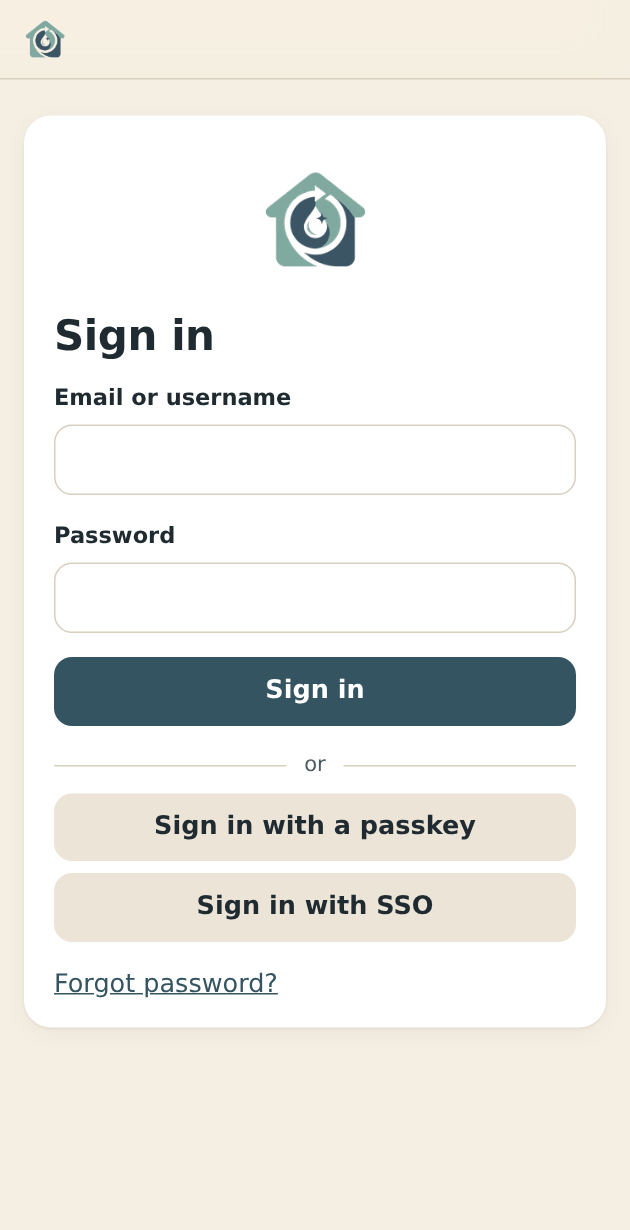 Sign in
Email or username
Password
Sign in
or
Sign in with a passkey
Sign in with SSO
Forgot password?